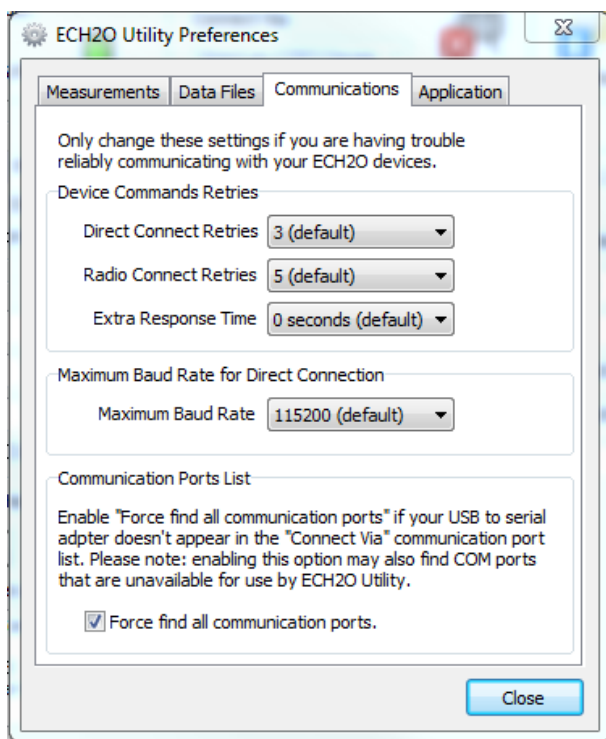 ECH2O Utility Preferences
Measurements Data Files Communications Application
Only change these settings if you are having trouble
reliably communicating with your ECH2O devices.
Device Commands Retries
Direct Connect Retries 3 (default)
Radio Connect Retries 5 (default)
Extra Response Time 0 seconds (default)
Maximum Baud Rate for Direct Connection
Maximum Baud Rate 115200 (default)
Communication Ports List
Enable "Force find all communication ports" if your USB to serial
adpter doesn't appear in the "Connect Via" communication port
list. Please note: enabling this option may also find COM ports
that are unavailable for use by ECH2O Utility.
Force find all communication ports.
Close